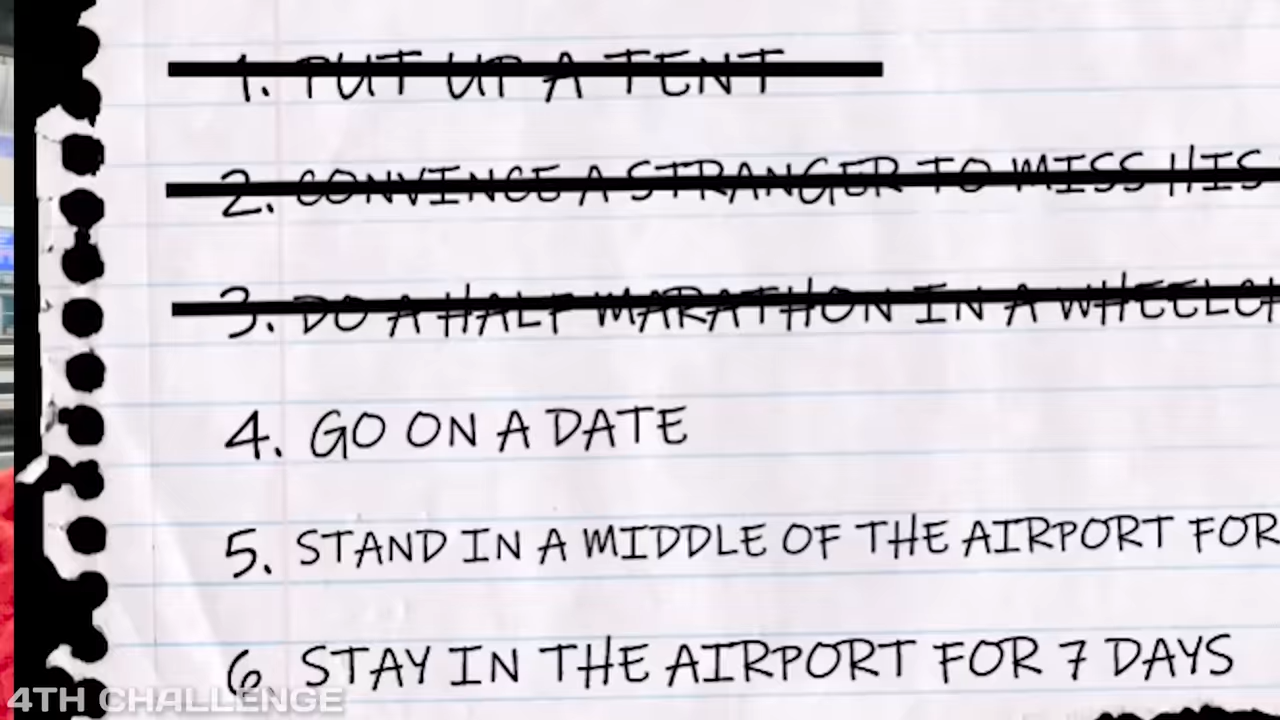 1. PUT UP A TENT
2. CONVINCE A STRANGER TO MISS HIS
3. DO A HALF MARATHON IN A
4. GO ON A DATE
5. STAND IN A MIDDLE OF THE AIRPORT FOR
6. STAY IN THE AIRPORT FOR 7 DAYS
4TH CHALLENGE